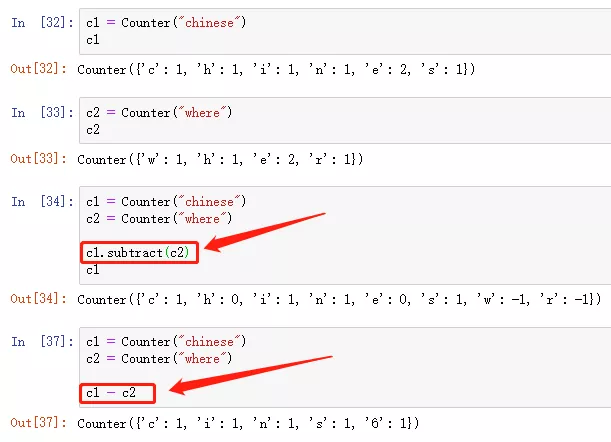 In [32]: c1 = Counter("chinese")
c1
Out[32]: Counter({'c': 1, 'h': 1, 'i': 1, 'n': 1, 'e': 2, 's': 1})
In [33]: c2 = Counter("where")
c2
Out[33]: Counter({'w': 1, 'h': 1, 'e': 2, 'r': 1})
In [34]: c1 = Counter("chinese")
c2 = Counter("where")
c1.subtract(c2)
c1
Out[34]: Counter({'c': 1, 'h': 0, 'i': 1, 'n': 1, 'e': 0, 's': 1, 'w': -1, 'r': -1})
In [37]: c1 = Counter("chinese")
c2 = Counter("where")
c1 - c2
Out[37]: Counter({'c': 1, 'i': 1, 'n': 1, 's': 1, '6': 1})